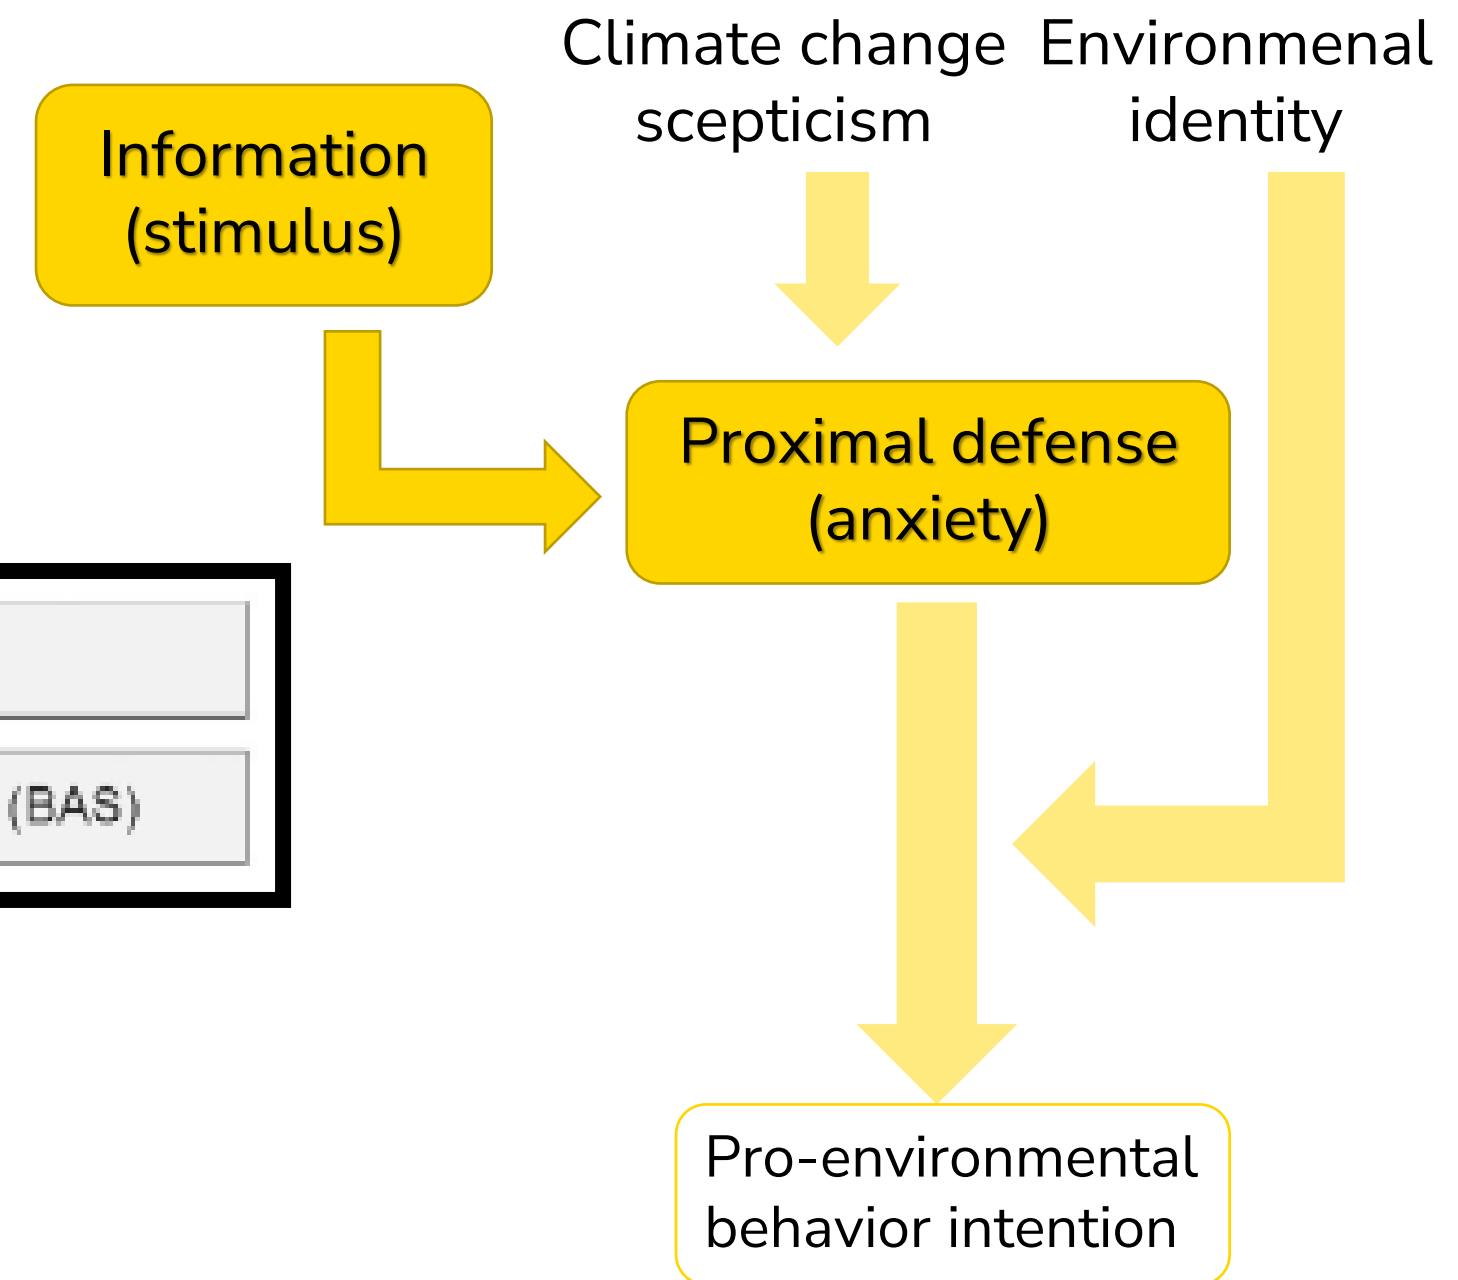 Climate change
scepticism
Environmenal
identity
Information
(stimulus)
Proximal defense
(anxiety)
(BAS)
Pro-environmental
behavior intention